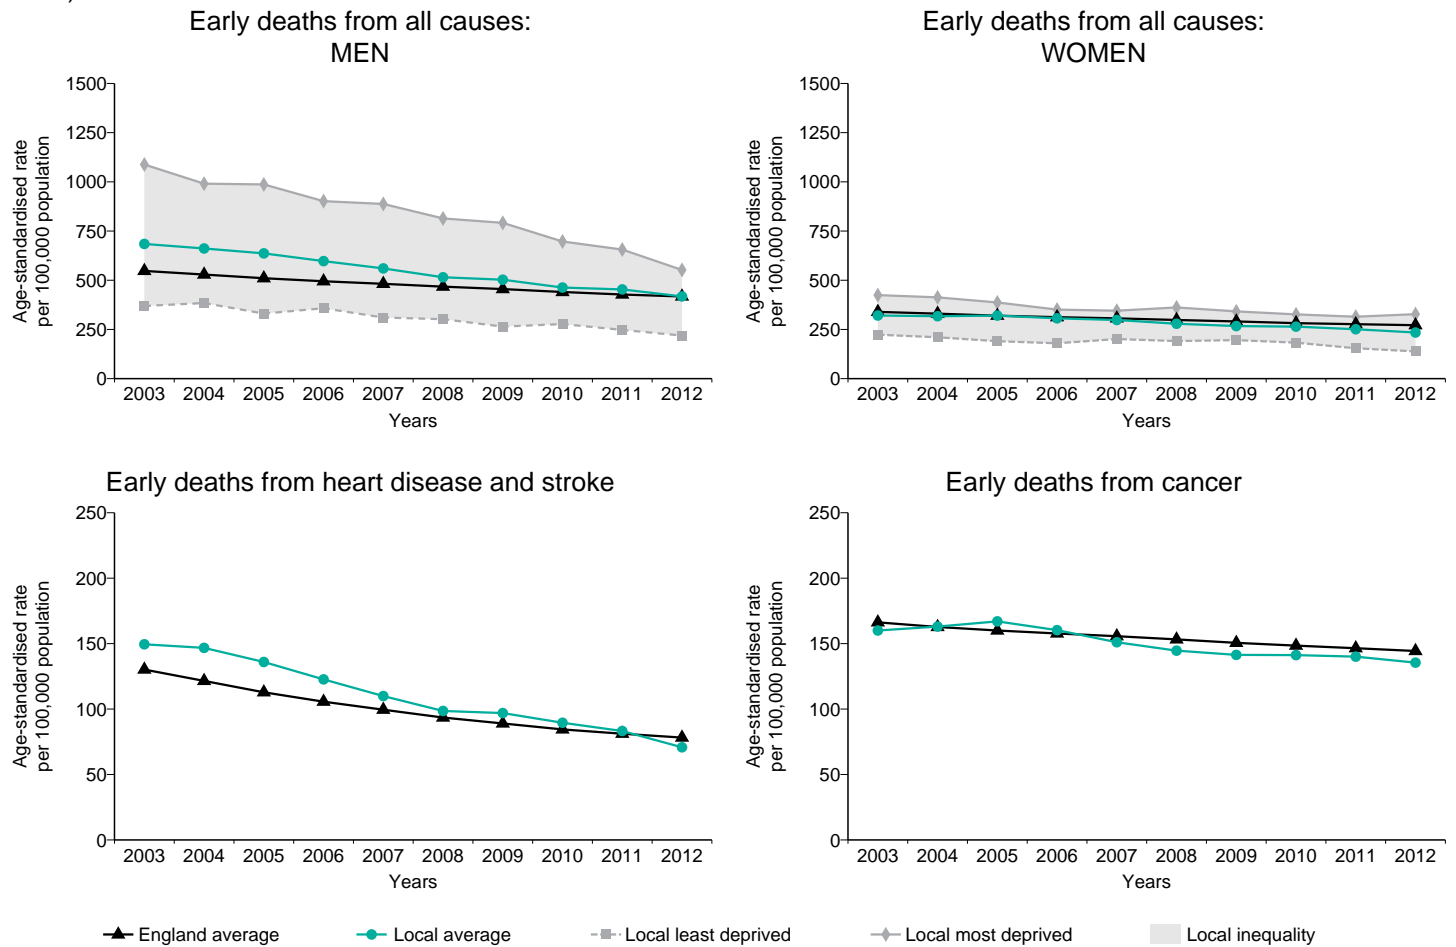 Early deaths from all causes:
MEN
1500
1250
1000
750
500
250
0
Age-standardised rate
per 100,000 population
2003 2004 2005 2006 2007 2008 2009 2010 2011 2012
Years
Early deaths from all causes:
WOMEN
1500
1250
1000
750
500
250
0
Age-standardised rate
per 100,000 population
2003 2004 2005 2006 2007 2008 2009 2010 2011 2012
Years
Early deaths from heart disease and stroke
250
200
150
100
50
0
Age-standardised rate
per 100,000 population
2003 2004 2005 2006 2007 2008 2009 2010 2011 2012
Years
Early deaths from cancer
250
200
150
100
50
0
Age-standardised rate
per 100,000 population
2003 2004 2005 2006 2007 2008 2009 2010 2011 2012
Years
England average Local average Local least deprived Local most deprived Local inequality